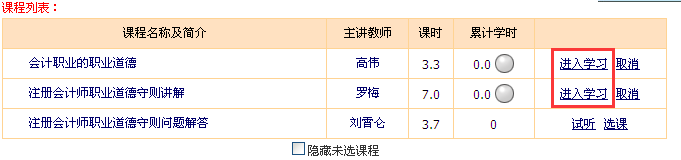 课程列表：
课程名称及简介 主讲教师 课时 累计学时
会计职业的职业道德 高伟 3.3 0.0 进入学习 取消
注册会计师职业道德守则讲解 罗梅 7.0 0.0 进入学习 取消
注册会计师职业道德守则问题解答 刘霄仑 3.7 0 试听 选课
隐藏未选课程